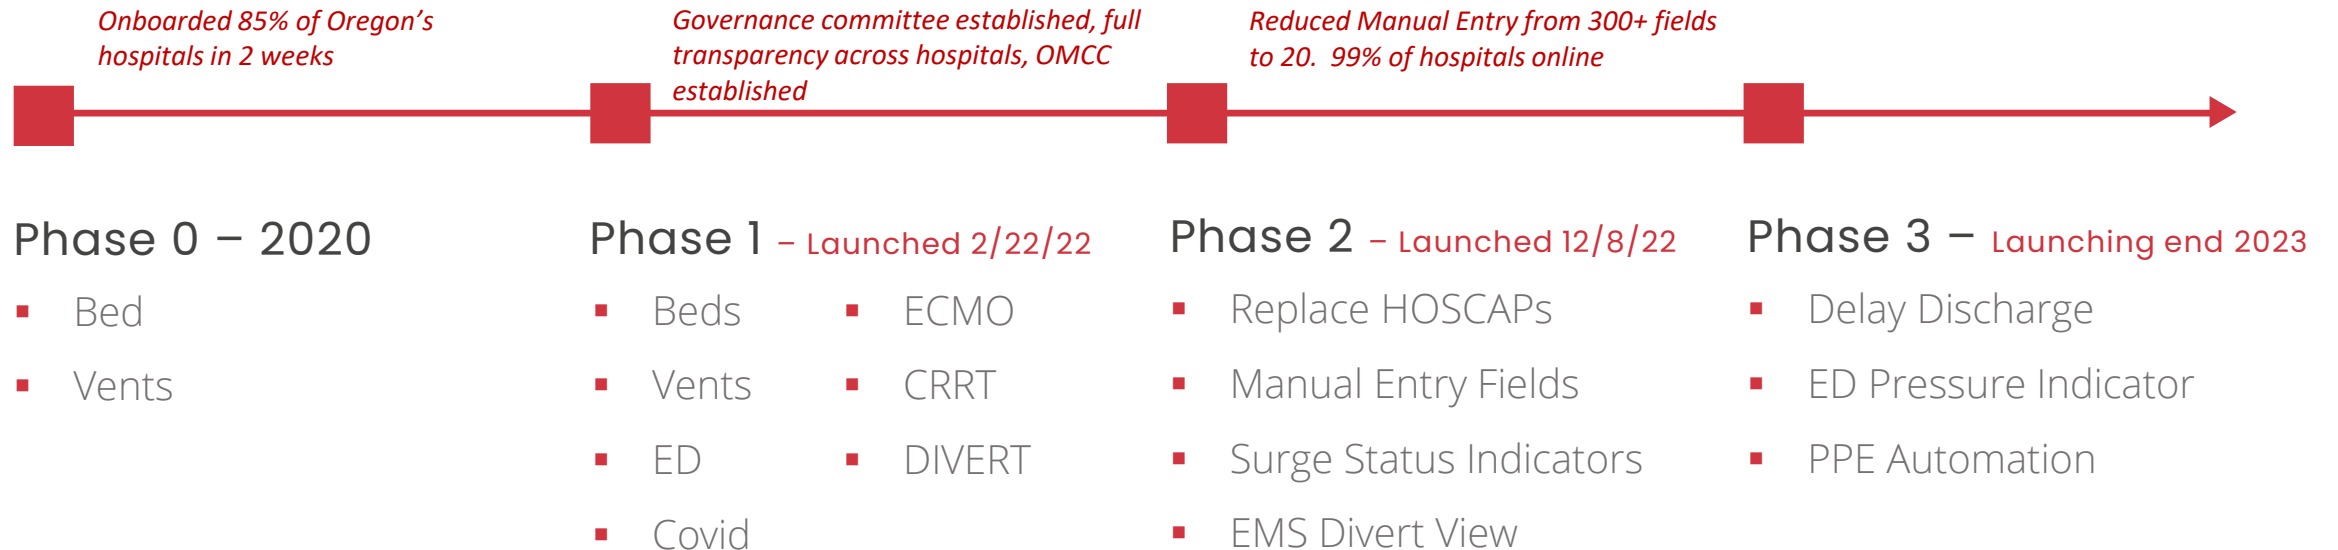 Onboarded 85% of Oregon’s
hospitals in 2 weeks
Governance committee established, full
transparency across hospitals, OMCC
established
Reduced Manual Entry from 300+ fields
to 20.  99% of hospitals online
Phase 0 – 2020
Bed
Vents
Phase 1 – Launched 2/22/22
Beds
Vents
ED
Covid
ECMO
CRRT
DIVERT
Phase 2 – Launched 12/8/22
Replace HOSCAPs
Manual Entry Fields
Surge Status Indicators
EMS Divert View
Phase 3 – Launching end 2023
Delay Discharge
ED Pressure Indicator
PPE Automation